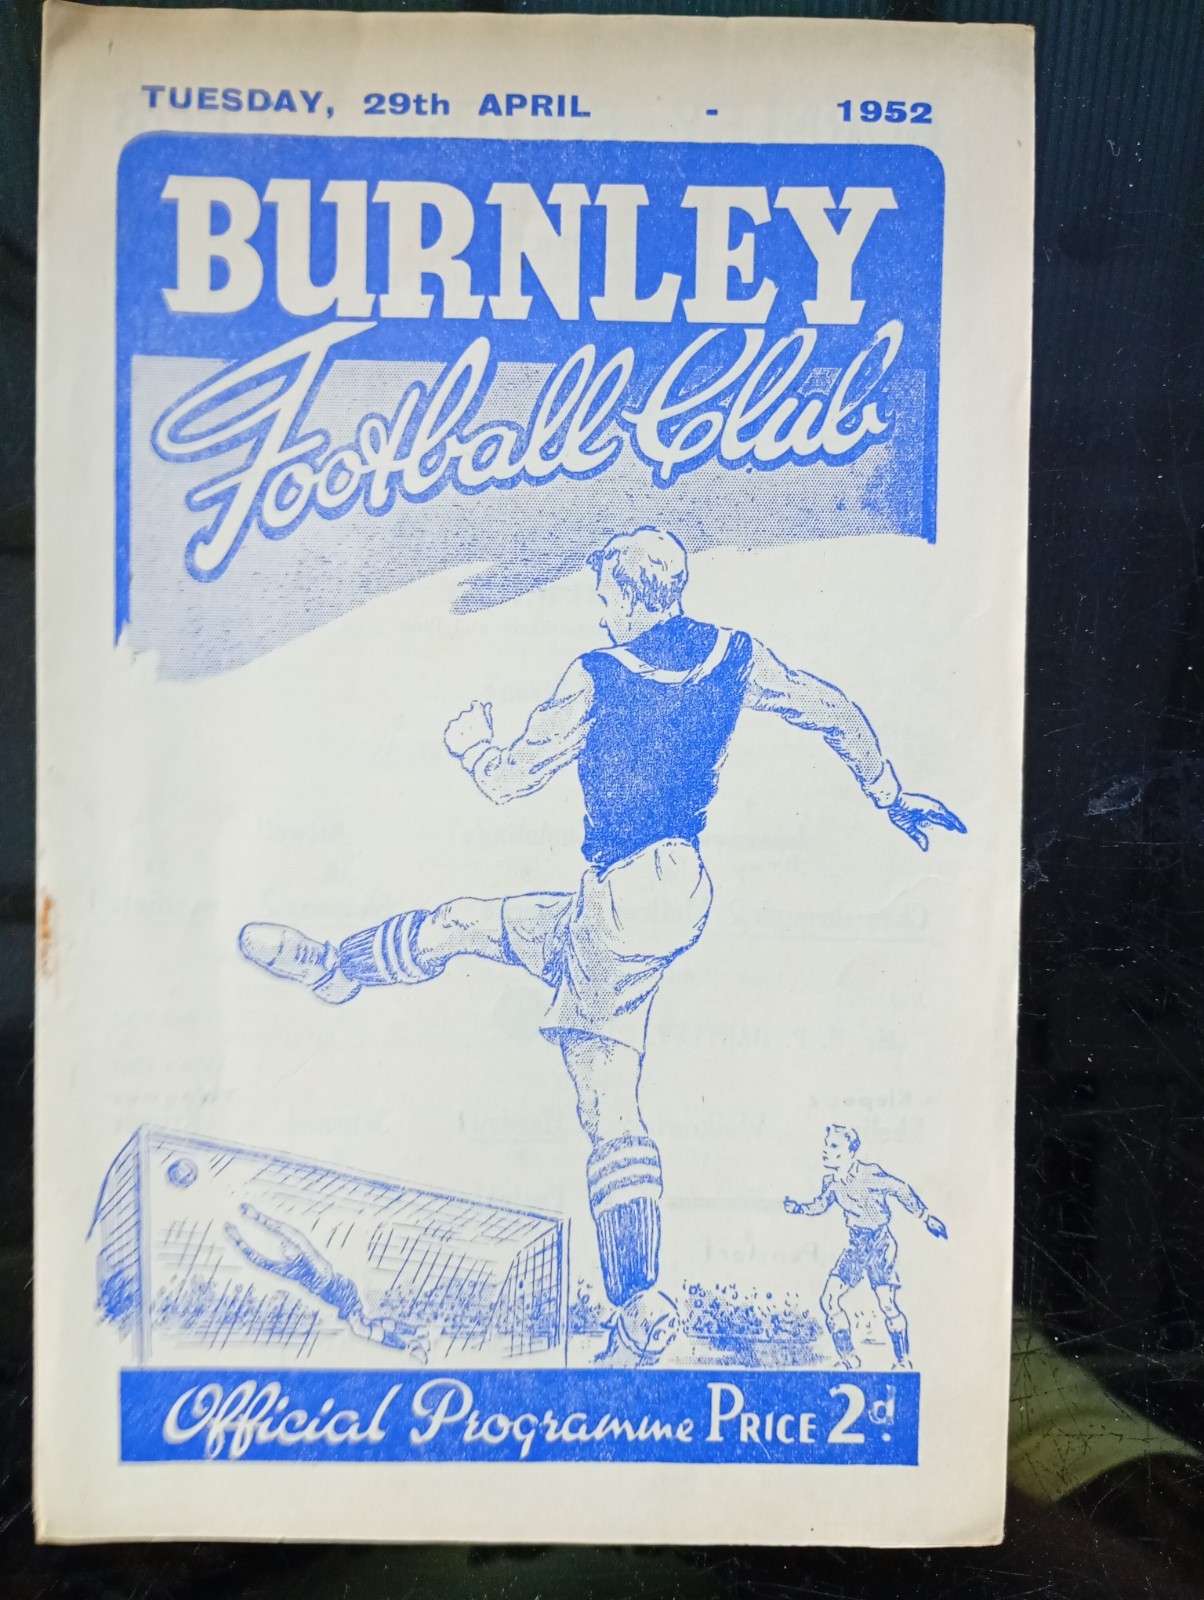 TUESDAY, 29th APRIL - 1952
BURNLEY
Football Club
Official Programme PRICE 2d.